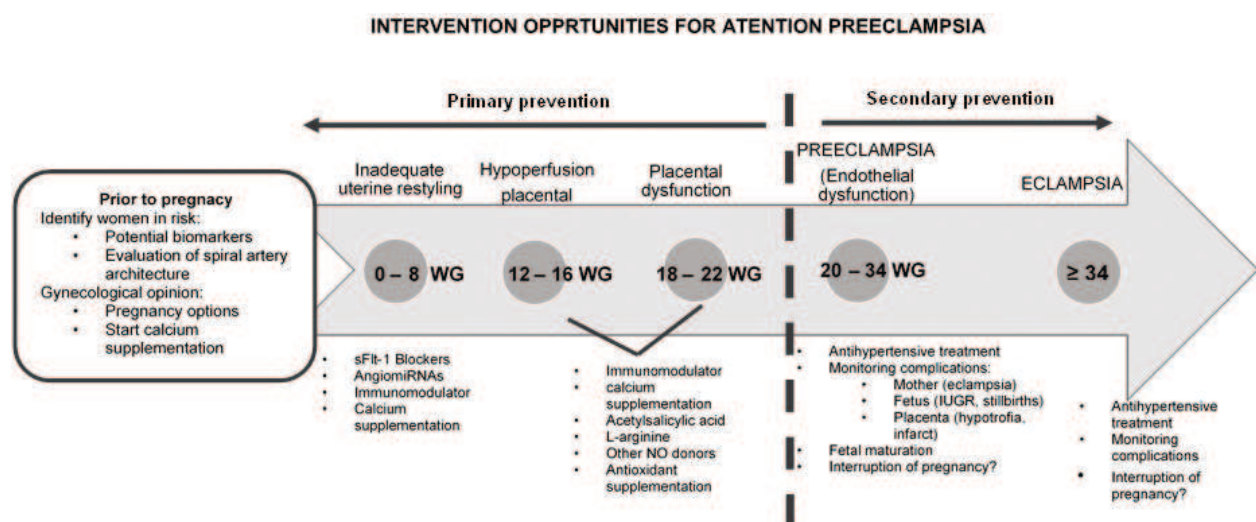 INTERVENTION OPPRTUNITIES FOR ATENTION PREECLAMPSIA
Primary prevention
Secondary prevention
Prior to pregnacy
Identify women in risk:
• Potential biomarkers
• Evaluation of spiral artery
architecture
Gynecological opinion:
• Pregnancy options
• Start calcium
supplementation
Inadequate
uterine restyling
0 – 8 WG
• sFlt-1 Blockers
• AngiomiRNAs
• Immunomodulator
• Calcium
supplementation
Hypoperfusion
placental
12 – 16 WG
Placental
dysfunction
18 – 22 WG
• Immunomodulator
• calcium
supplementation
• Acetylsalicylic acid
• L-arginine
• Other NO donors
• Antioxidant
supplementation
PREECLAMPSIA
(Endothelial
dysfunction)
20 – 34 WG
• Antihypertensive treatment
• Monitoring complications:
• Mother (eclampsia)
• Fetus (IUGR, stillbirths)
• Placenta (hypotrofia,
infarct)
• Fetal maturation
• Interruption of pregnancy?
ECLAMPSIA
≥ 34
• Antihypertensive
treatment
• Monitoring
complications
• Interruption of
pregnancy?